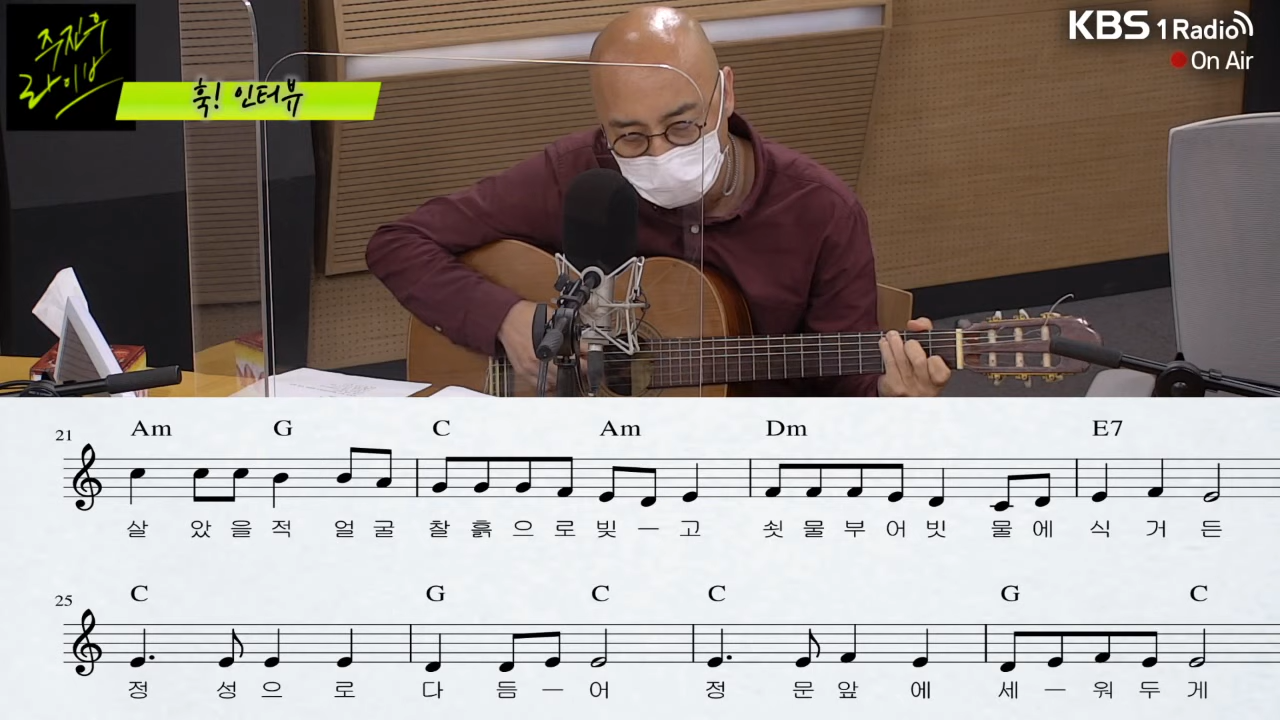 주진우
라이브
훅! 인터뷰
KBS 1Radio
On Air
21 Am G C Am Dm E7
살 았 을 적 얼 굴 찰 흙 으 로 빚 ㅡ 고 쇳 물 부 어 빗 물 에 식 거 든
25 C G C C G C
정 성 으 로 다 듬 ㅡ 어 정 문 앞 에 세 ㅡ 워 두 게